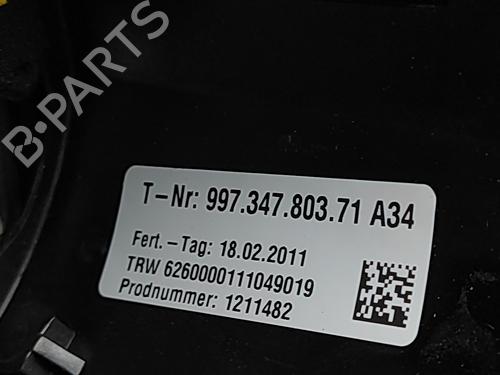 B-PARTS
T-Nr: 997.347.803.71 A34
Fert.-Tag: 18.02.2011
TRW 6260000111049019
Prodnummer: 1211482